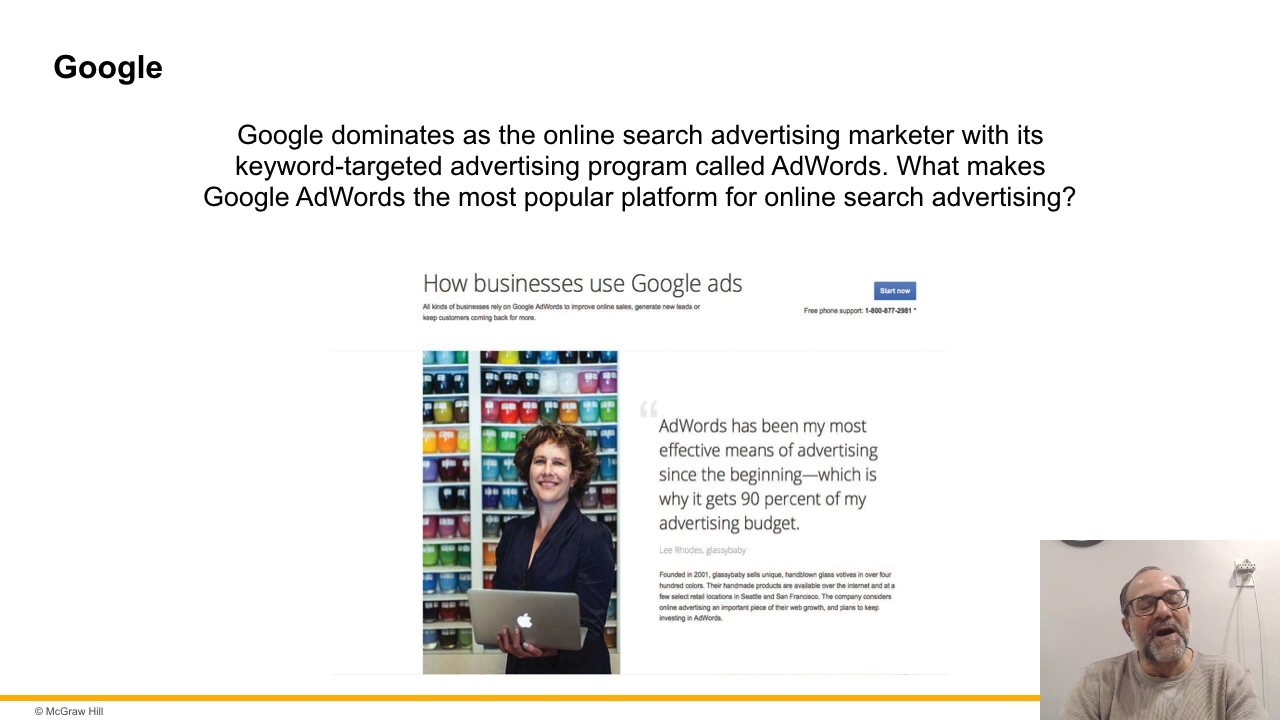 Google
Google dominates as the online search advertising marketer with its
keyword-targeted advertising program called AdWords. What makes
Google AdWords the most popular platform for online search advertising?
How businesses use Google ads
All kinds of businesses rely on Google AdWords to improve online sales, generate new leads or
keep customers coming back for more.
Start now
Free phone support: 1-800-877-2981 *
“
AdWords has been my most
effective means of advertising
since the beginning—which is
why it gets 90 percent of my
advertising budget.
Lee Rhodes, glassybaby
Founded in 2001, glassybaby sells unique, handblown glass votives in over four
hundred colors. Their handmade products are available over the internet and at a
few select retail locations in Seattle and San Francisco. The company considers
online advertising an important piece of their web growth, and plans to keep
investing in AdWords.
© McGraw Hill